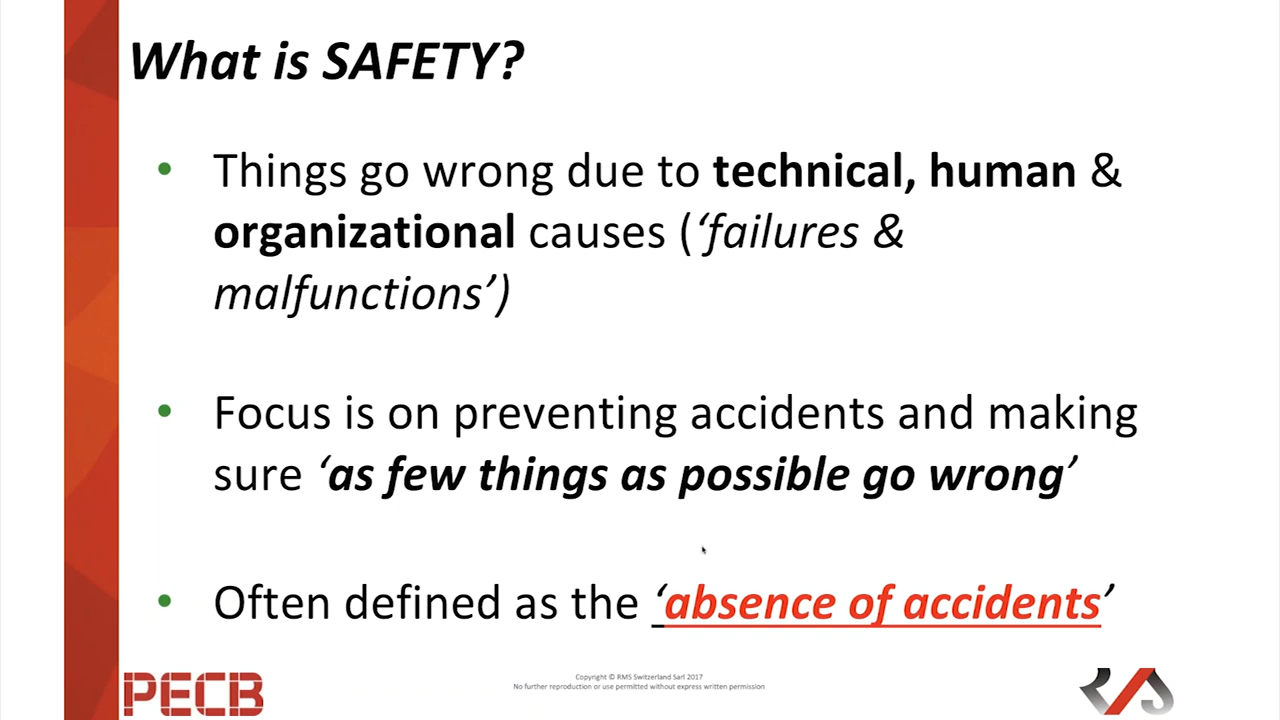 What is SAFETY?
• Things go wrong due to technical, human &
organizational causes (‘failures &
malfunctions’)
• Focus is on preventing accidents and making
sure ‘as few things as possible go wrong’
• Often defined as the ‘absence of accidents’
PECB
Copyright © RMS Switzerland Sarl 2017
No further reproduction or use permitted without express written permission
RMS